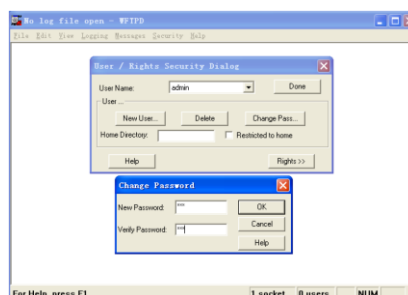 No log file open - WFTPD
File Edit View Logging Messages Security Help
User / Rights Security Dialog
User Name: admin Done
User ...
New User... Delete Change Pass...
Home Directory: Restricted to home
Help Rights >>
Change Password
New Password: *** OK
Verify Password: *** Cancel
Help
For Help, press F1 1 socket 0 users NUM